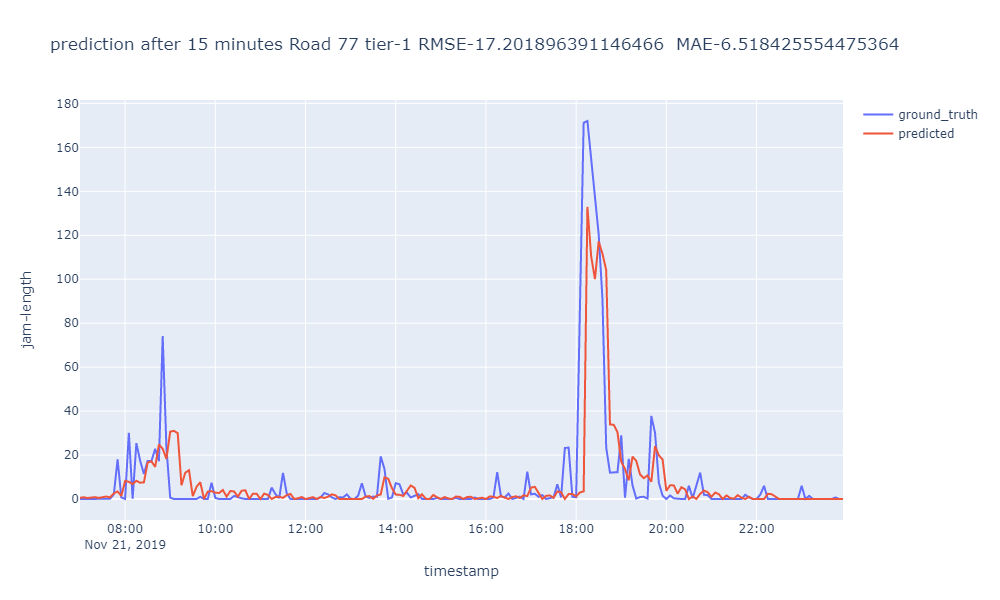 prediction after 15 minutes Road 77 tier-1 RMSE-17.201896391146466  MAE-6.518425554475364
ground_truth
predicted
jam-length
180
160
140
120
100
80
60
40
20
0
08:00 10:00 12:00 14:00 16:00 18:00 20:00 22:00
Nov 21, 2019
timestamp